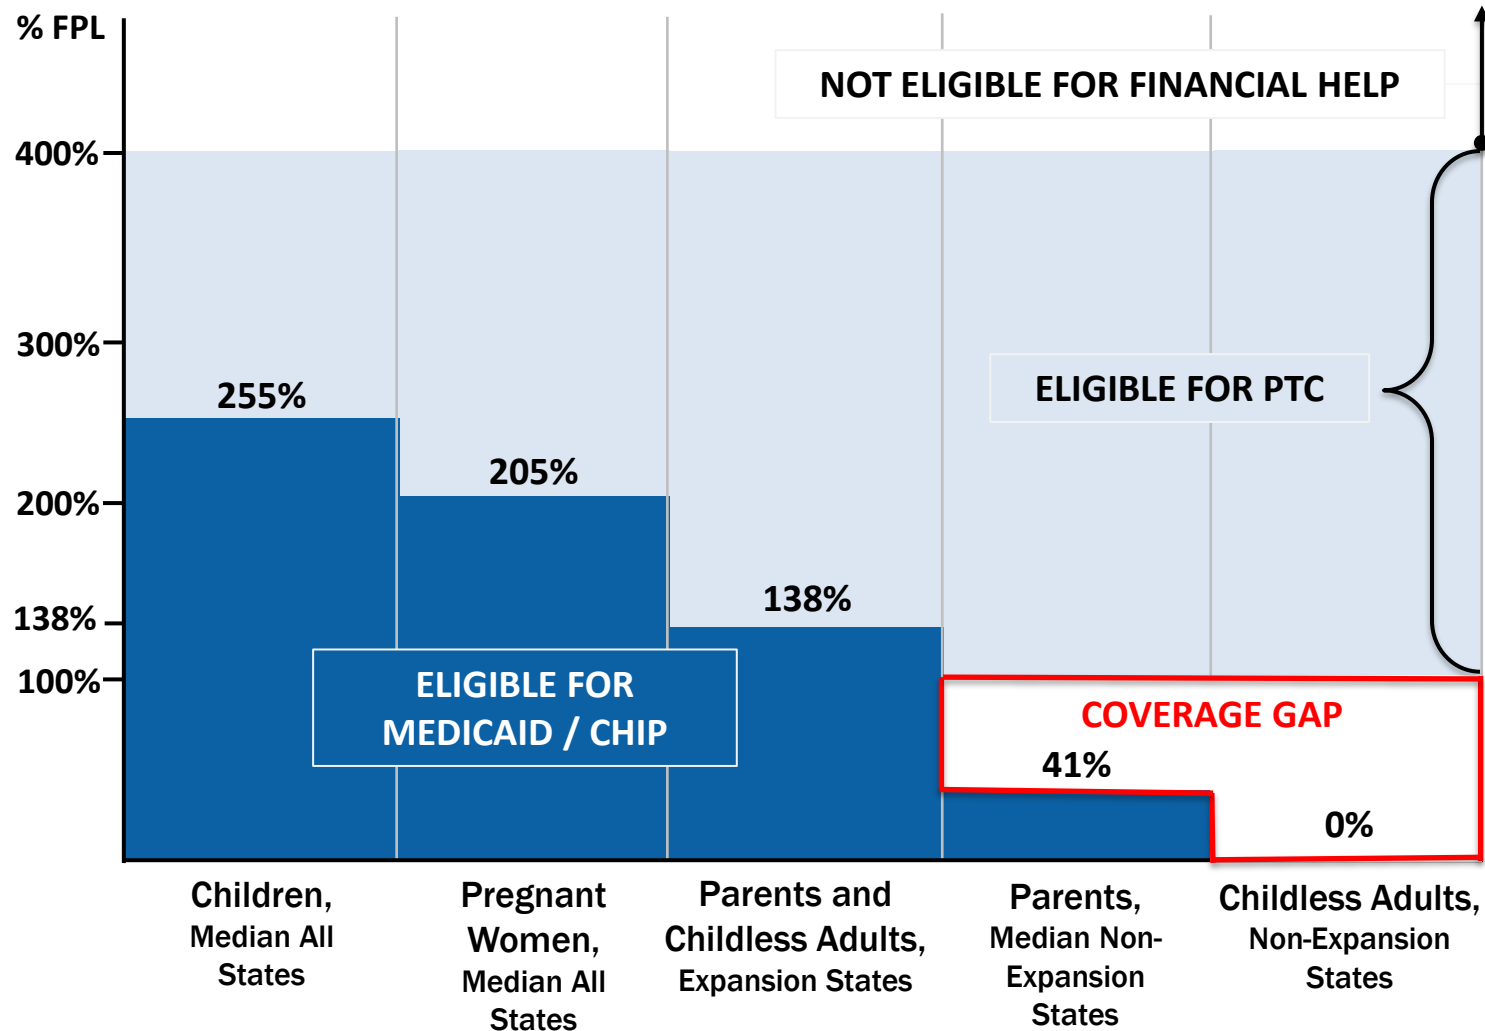 % FPL
NOT ELIGIBLE FOR FINANCIAL HELP
400%
300%
ELIGIBLE FOR PTC
255%
205%
200%
138%
138%
100%
ELIGIBLE FOR
MEDICAID / CHIP
COVERAGE GAP
41%
0%
Children,
Median All
States
Pregnant
Women,
Median All
States
Parents and
Childless Adults,
Expansion States
Parents,
Median Non-
Expansion
States
Childless Adults,
Non-Expansion
States